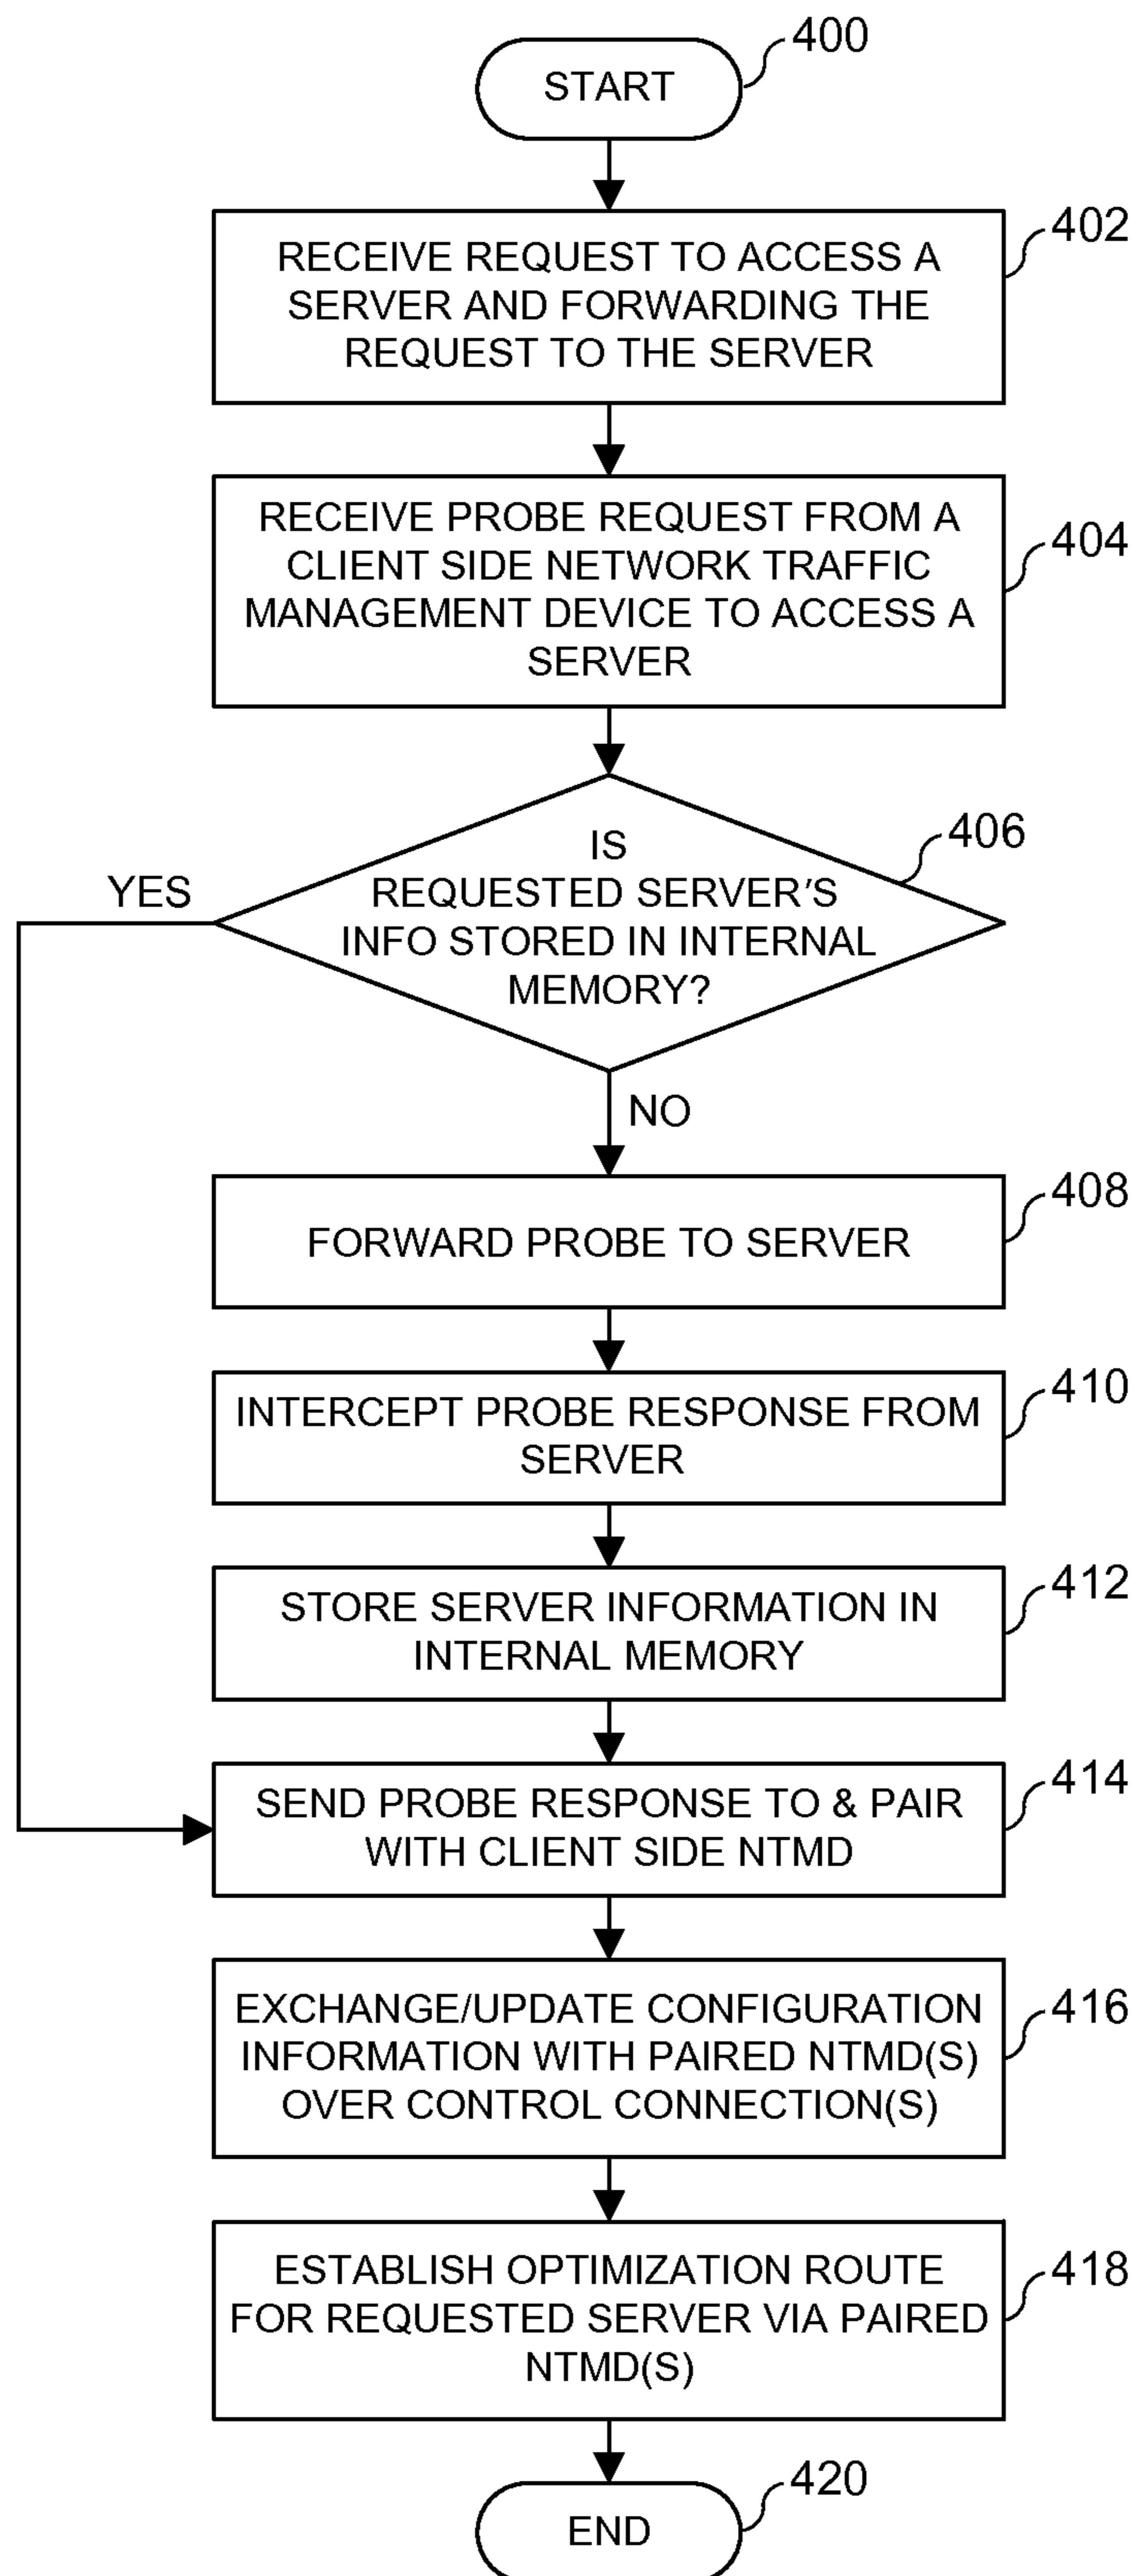 400
START
402
RECEIVE REQUEST TO ACCESS A
SERVER AND FORWARDING THE
REQUEST TO THE SERVER
404
RECEIVE PROBE REQUEST FROM A
CLIENT SIDE NETWORK TRAFFIC
MANAGEMENT DEVICE TO ACCESS A
SERVER
406
IS
REQUESTED SERVER'S
INFO STORED IN INTERNAL
MEMORY?
YES
NO
408
FORWARD PROBE TO SERVER
410
INTERCEPT PROBE RESPONSE FROM
SERVER
412
STORE SERVER INFORMATION IN
INTERNAL MEMORY
414
SEND PROBE RESPONSE TO & PAIR
WITH CLIENT SIDE NTMD
416
EXCHANGE/UPDATE CONFIGURATION
INFORMATION WITH PAIRED NTMD(S)
OVER CONTROL CONNECTION(S)
418
ESTABLISH OPTIMIZATION ROUTE
FOR REQUESTED SERVER VIA PAIRED
NTMD(S)
420
END